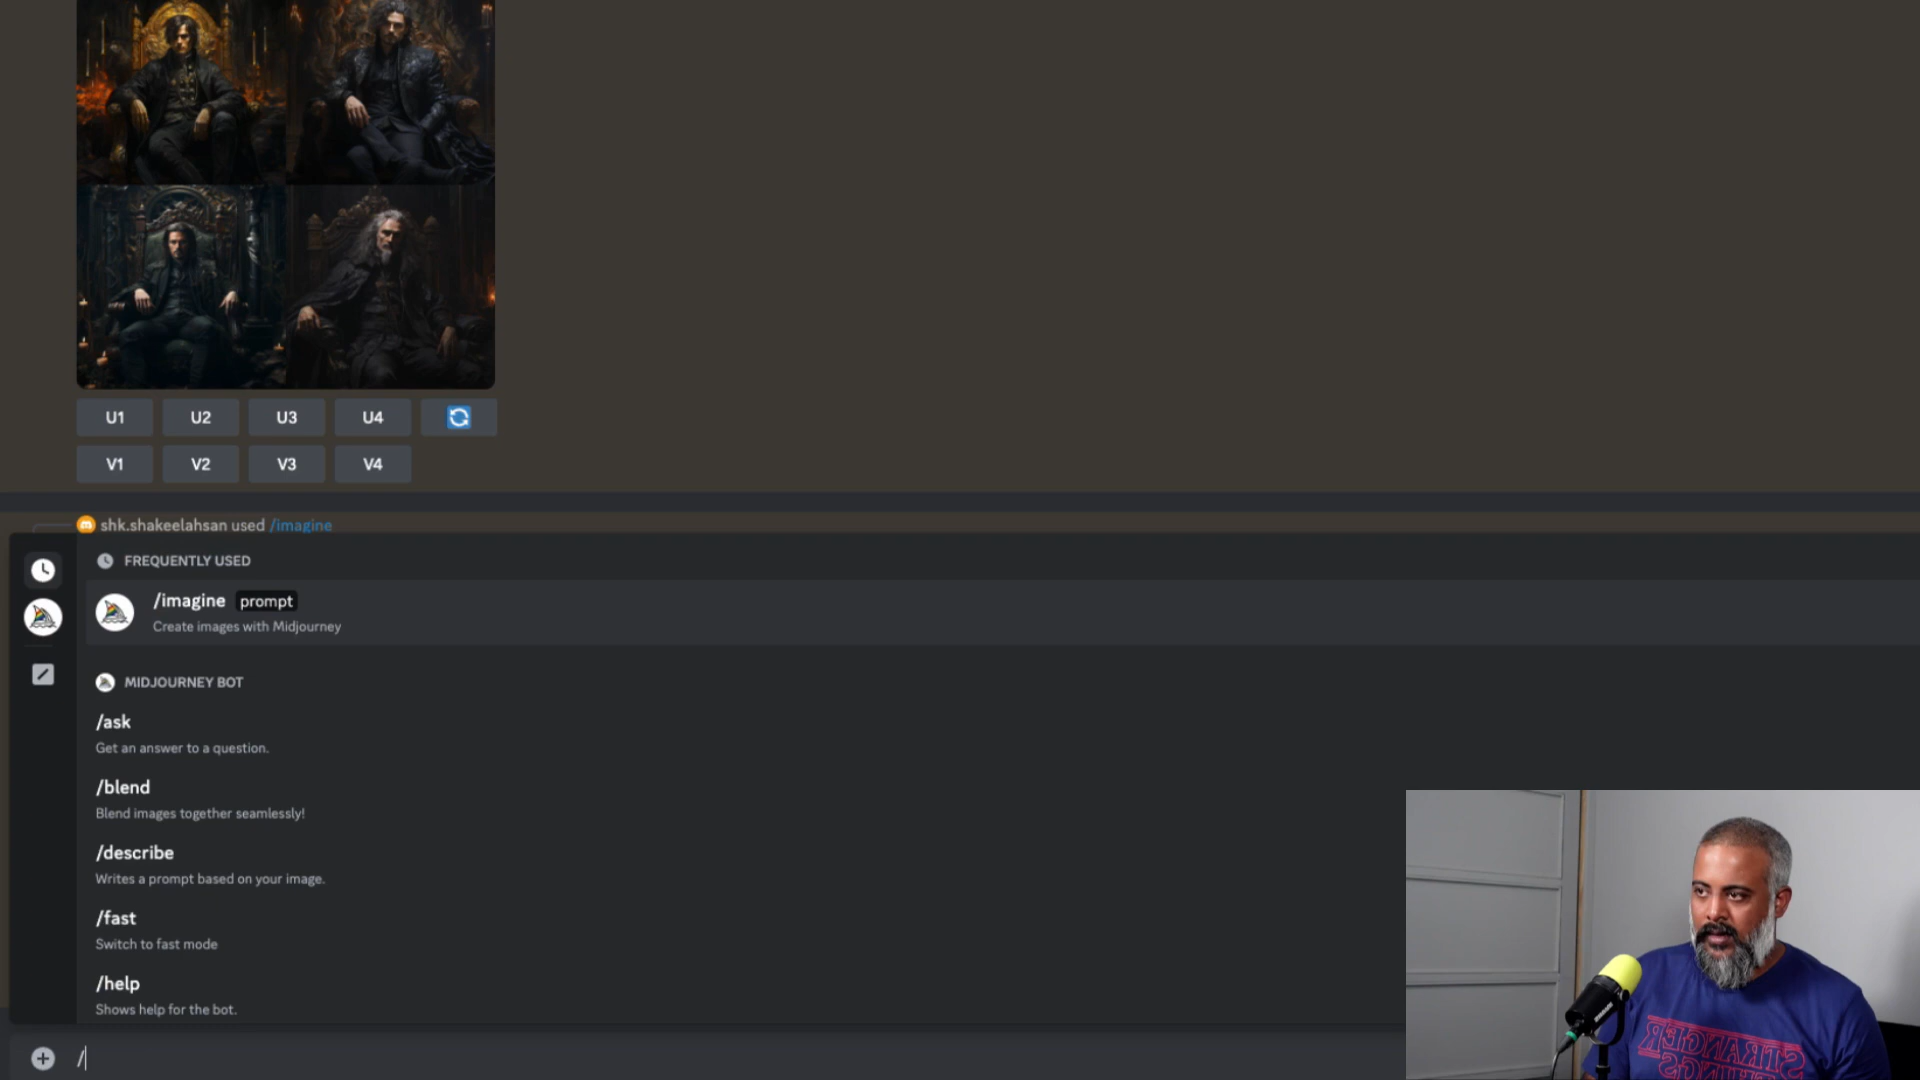 U1 U2 U3 U4
V1 V2 V3 V4
shk.shakeelahsan used /imagine
FREQUENTLY USED
/imagine prompt
Create images with Midjourney
MIDJOURNEY BOT
/ask
Get an answer to a question.
/blend
Blend images together seamlessly!
/describe
Writes a prompt based on your image.
/fast
Switch to fast mode
/help
Shows help for the bot.
/
STRANGER
THINGS